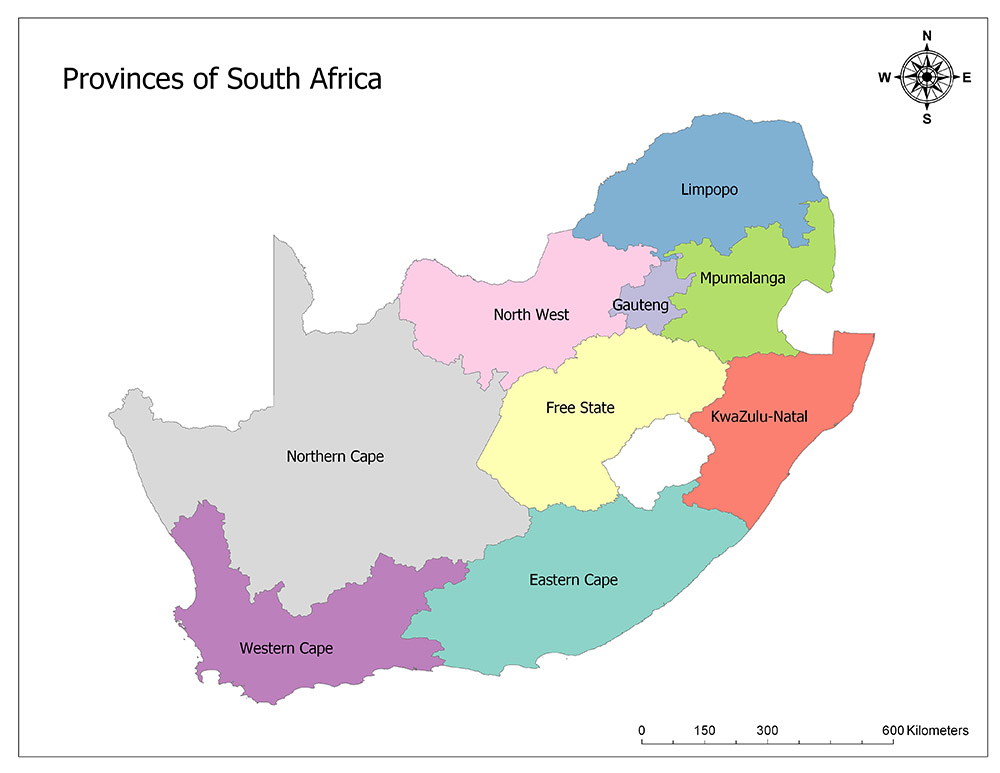 N
Provinces of South Africa
W E
S
Limpopo
Mpumalanga
Gauteng
North West
Free State
KwaZulu-Natal
Northern Cape
Eastern Cape
Western Cape
0 150 300 600 Kilometers